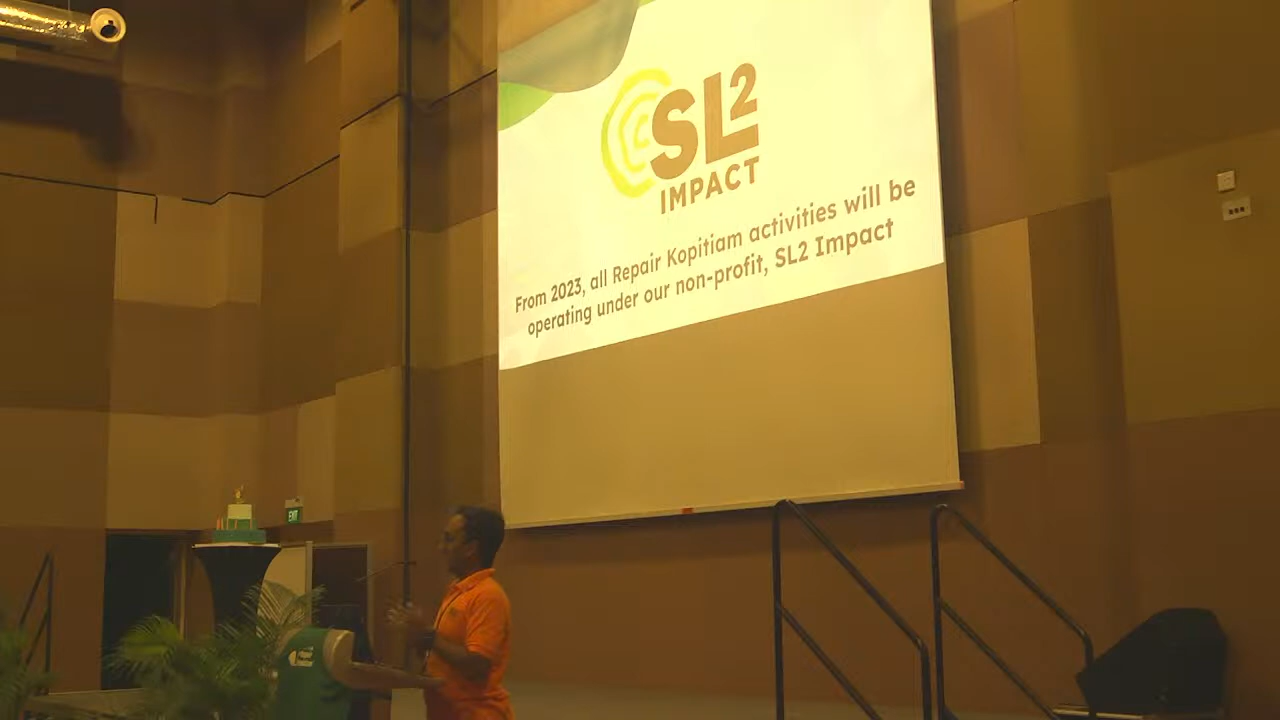 SL2
IMPACT
From 2023, all Repair Kopitiam activities will be
operating under our non-profit, SL2 Impact
EXIT